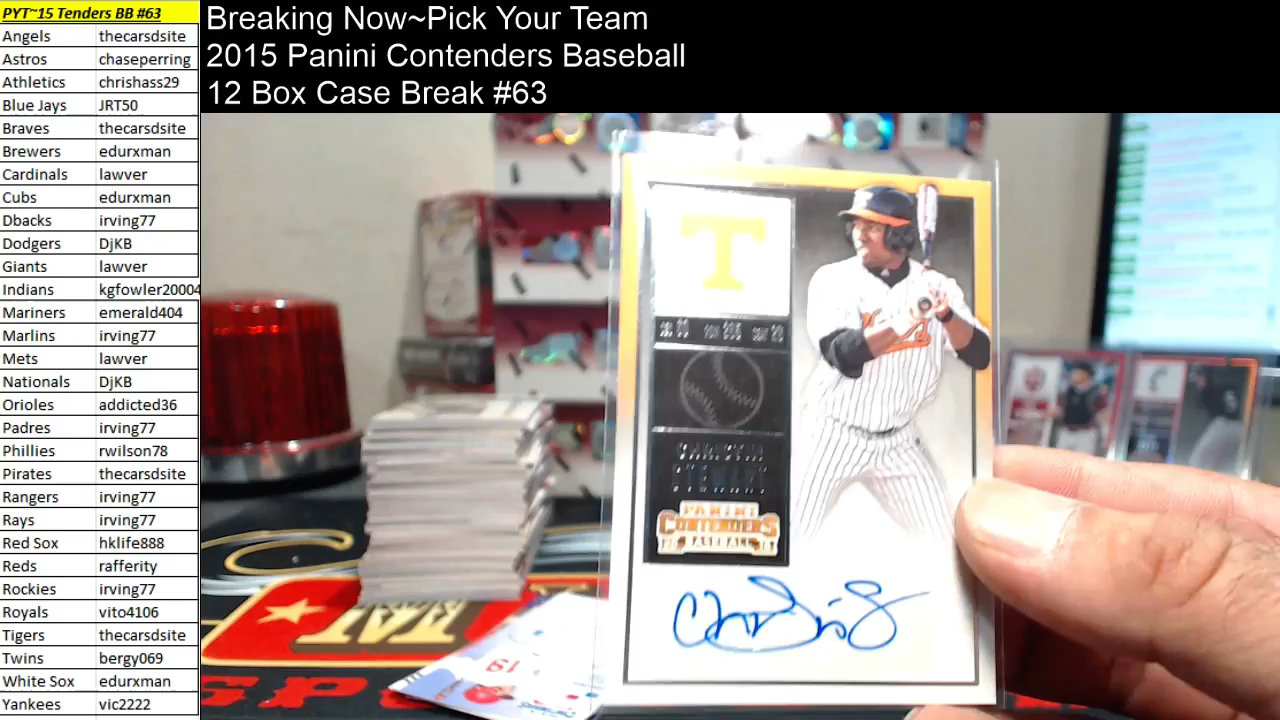 PYT~15 Tenders BB #63
Angels thecarsdsite
Astros chaseperring
Athletics chrishass29
Blue Jays JRT50
Braves thecarsdsite
Brewers edurxman
Cardinals lawver
Cubs edurxman
Dbacks irving77
Dodgers DjKB
Giants lawver
Indians kgfowler20004
Mariners emerald404
Marlins irving77
Mets lawver
Nationals DjKB
Orioles addicted36
Padres irving77
Phillies rwilson78
Pirates thecarsdsite
Rangers irving77
Rays irving77
Red Sox hklife888
Reds rafferity
Rockies irving77
Royals vito4106
Tigers thecarsdsite
Twins bergy069
White Sox edurxman
Yankees vic2222
Breaking Now~Pick Your Team
2015 Panini Contenders Baseball
12 Box Case Break #63
T
PANINI
CONTENDERS
BASEBALL
19